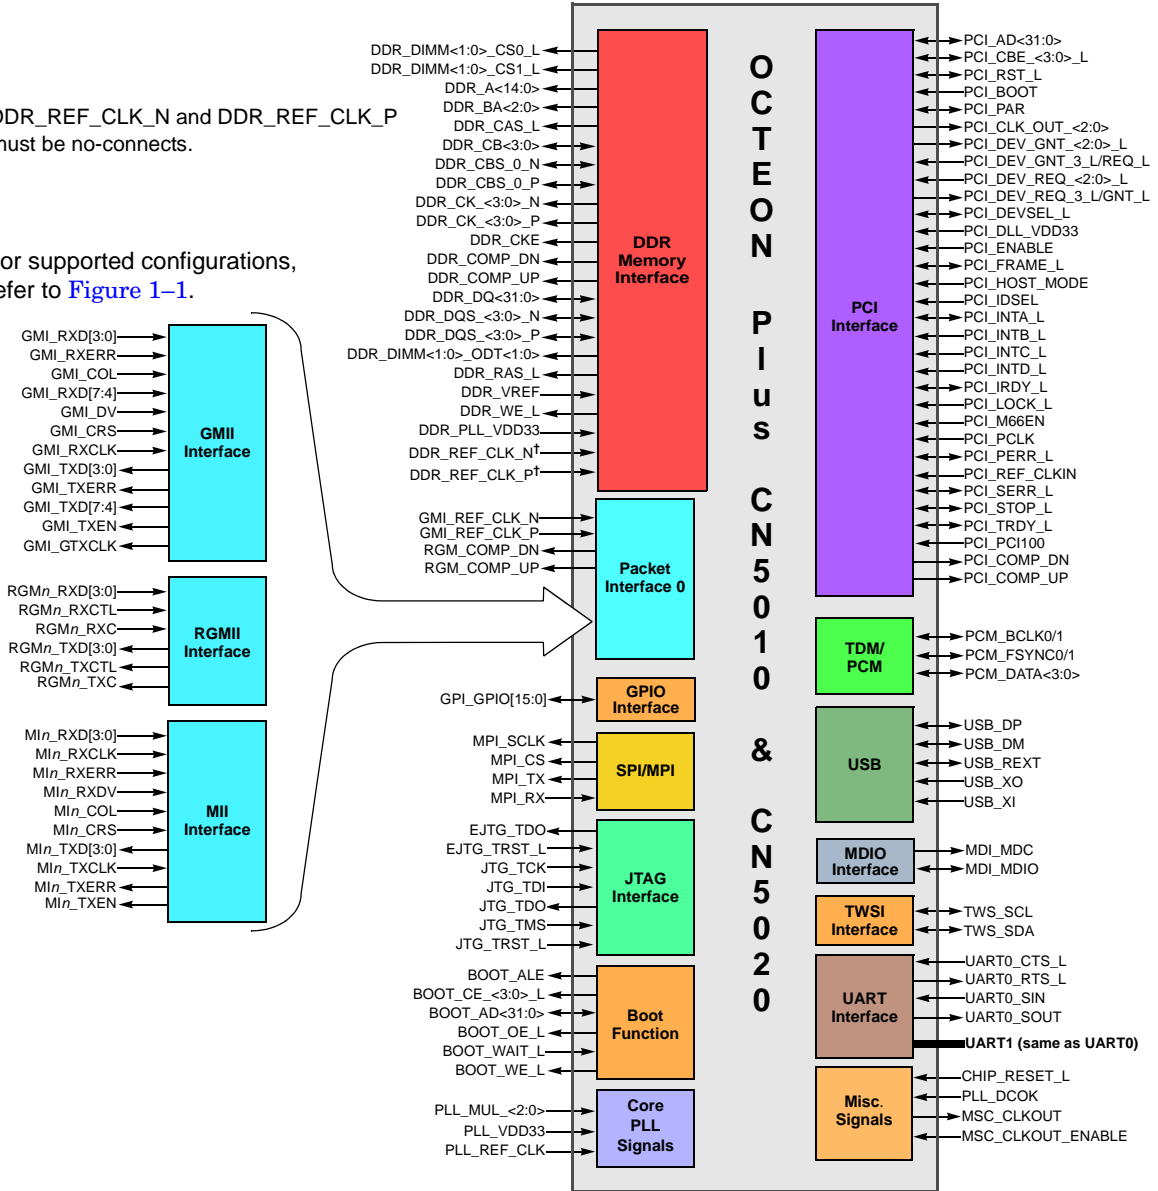 DDR_REF_CLK_N and DDR_REF_CLK_P
must be no-connects.
or supported configurations,
efer to Figure 1–1.
GMI_RXD[3:0]
GMI_RXERR
GMI_COL
GMI_RXD[7:4]
GMI_DV
GMI_CRS
GMI_RXCLK
GMI_TXD[3:0]
GMI_TXERR
GMI_TXD[7:4]
GMI_TXEN
GMI_GTXCLK
GMII
Interface
RGMn_RXD[3:0]
RGMn_RXCTL
RGMn_RXC
RGMn_TXD[3:0]
RGMn_TXCTL
RGMn_TXC
RGMII
Interface
MIn_RXD[3:0]
MIn_RXCLK
MIn_RXERR
MIn_RXDV
MIn_COL
MIn_CRS
MIn_TXD[3:0]
MIn_TXCLK
MIn_TXERR
MIn_TXEN
MII
Interface
DDR_DIMM<1:0>_CS0_L
DDR_DIMM<1:0>_CS1_L
DDR_A<14:0>
DDR_BA<2:0>
DDR_CAS_L
DDR_CB<3:0>
DDR_CBS_0_N
DDR_CBS_0_P
DDR_CK_<3:0>_N
DDR_CK_<3:0>_P
DDR_CKE
DDR_COMP_DN
DDR_COMP_UP
DDR_DQ<31:0>
DDR_DQS_<3:0>_N
DDR_DQS_<3:0>_P
DDR_DIMM<1:0>_ODT<1:0>
DDR_RAS_L
DDR_VREF
DDR_WE_L
DDR_PLL_VDD33
DDR_REF_CLK_N†
DDR_REF_CLK_P†
DDR
Memory
Interface
GMI_REF_CLK_N
GMI_REF_CLK_P
RGM_COMP_DN
RGM_COMP_UP
Packet
Interface 0
GPI_GPIO[15:0]
GPIO
Interface
MPI_SCLK
MPI_CS
MPI_TX
MPI_RX
SPI/MPI
EJTG_TDO
EJTG_TRST_L
JTG_TCK
JTG_TDI
JTG_TDO
JTG_TMS
JTG_TRST_L
JTAG
Interface
BOOT_ALE
BOOT_CE_<3:0>_L
BOOT_AD<31:0>
BOOT_OE_L
BOOT_WAIT_L
BOOT_WE_L
Boot
Function
PLL_MUL_<2:0>
PLL_VDD33
PLL_REF_CLK
Core
PLL
Signals
OCTEON Plus CN5010 & CN5020
PCI
Interface
PCI_AD<31:0>
PCI_CBE_<3:0>_L
PCI_RST_L
PCI_BOOT
PCI_PAR
PCI_CLK_OUT_<2:0>
PCI_DEV_GNT_<2:0>_L
PCI_DEV_GNT_3_L/REQ_L
PCI_DEV_REQ_<2:0>_L
PCI_DEV_REQ_3_L/GNT_L
PCI_DEVSEL_L
PCI_DLL_VDD33
PCI_ENABLE
PCI_FRAME_L
PCI_HOST_MODE
PCI_IDSEL
PCI_INTA_L
PCI_INTB_L
PCI_INTC_L
PCI_INTD_L
PCI_IRDY_L
PCI_LOCK_L
PCI_M66EN
PCI_PCLK
PCI_PERR_L
PCI_REF_CLKIN
PCI_SERR_L
PCI_STOP_L
PCI_TRDY_L
PCI_PCI100
PCI_COMP_DN
PCI_COMP_UP
TDM/
PCM
PCM_BCLK0/1
PCM_FSYNC0/1
PCM_DATA<3:0>
USB
USB_DP
USB_DM
USB_REXT
USB_XO
USB_XI
MDIO
Interface
MDI_MDC
MDI_MDIO
TWSI
Interface
TWS_SCL
TWS_SDA
UART
Interface
UART0_CTS_L
UART0_RTS_L
UART0_SIN
UART0_SOUT
UART1 (same as UART0)
Misc.
Signals
CHIP_RESET_L
PLL_DCOK
MSC_CLKOUT
MSC_CLKOUT_ENABLE